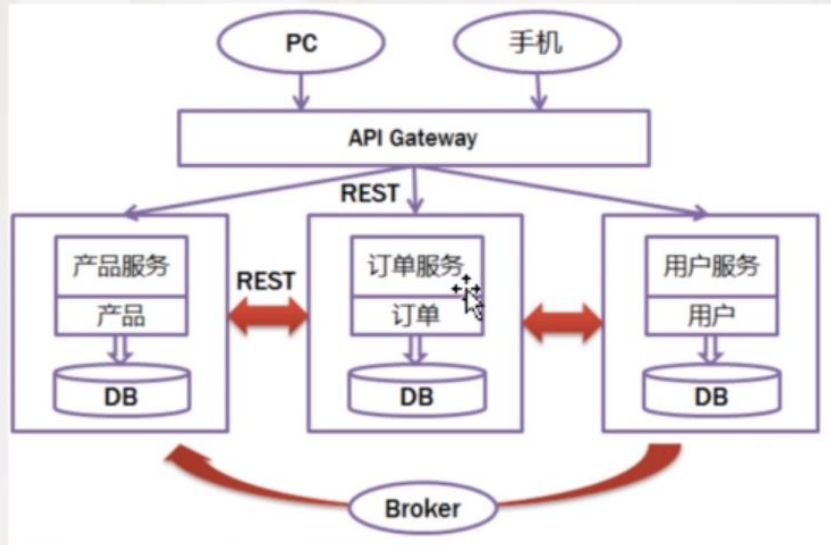 PC
手机
API Gateway
REST
产品服务
产品
DB
REST
订单服务
订单
DB
用户服务
用户
DB
Broker